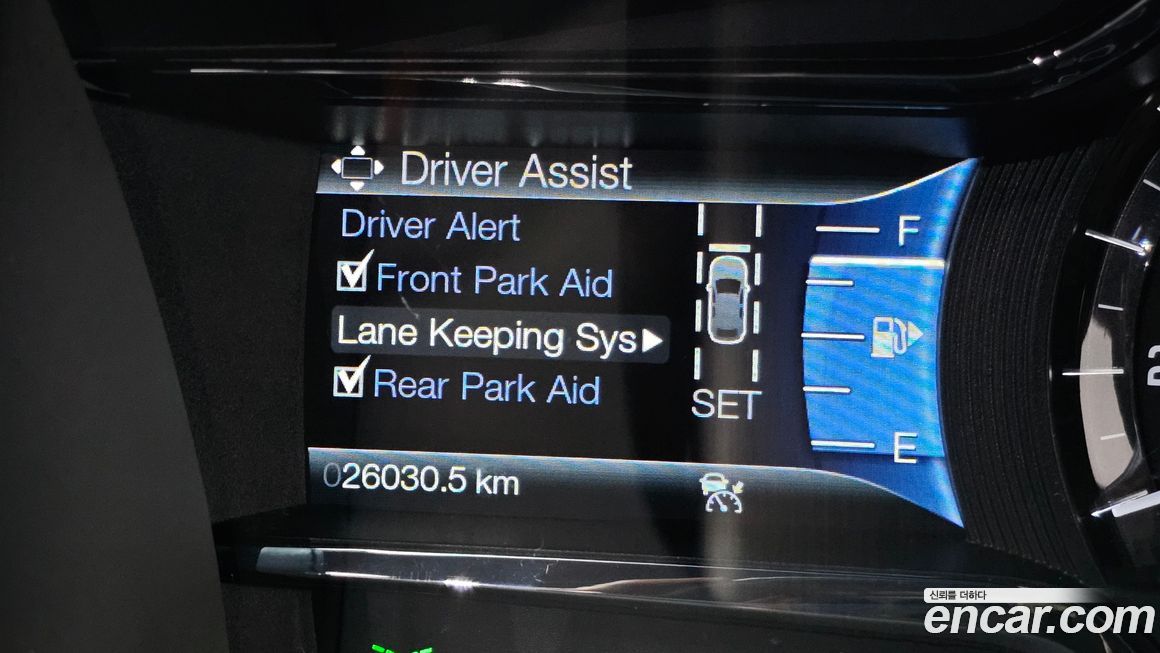 Driver Assist
Driver Alert
Front Park Aid
Lane Keeping Sys
Rear Park Aid
SET
F
E
026030.5 km
신뢰를 더하다
encar.com